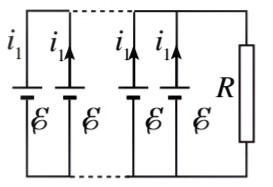 i₁ i₁ i₁ i₁
ℰ ℰ ℰ ℰ R